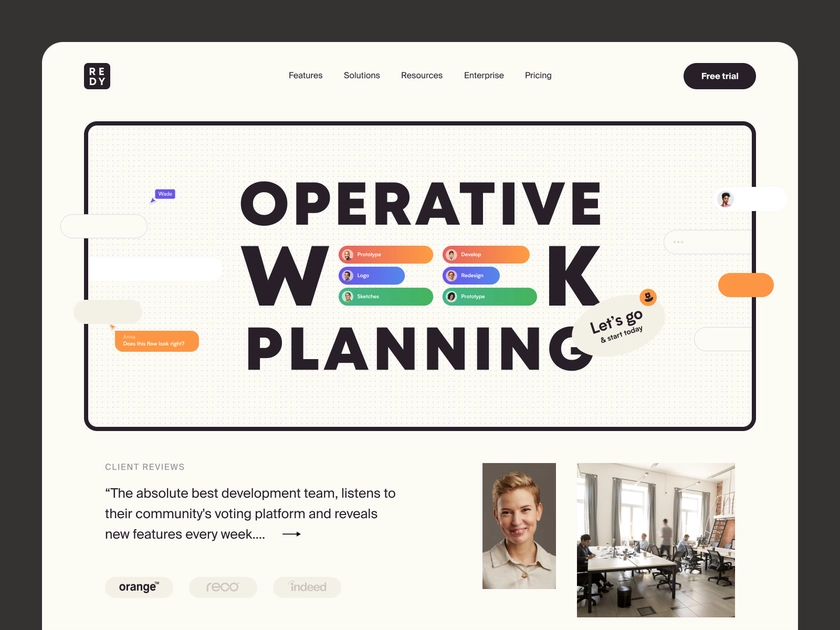 RE
DY
Features Solutions Resources Enterprise Pricing
Free trial
Wade
OPERATIVE
W K
Prototype Develop
Logo Redesign
Sketches Prototype
Let's go
& start today
Does this flow look right?
PLANNING
CLIENT REVIEWS
“The absolute best development team, listens to
their community's voting platform and reveals
new features every week....
orange™ reco indeed